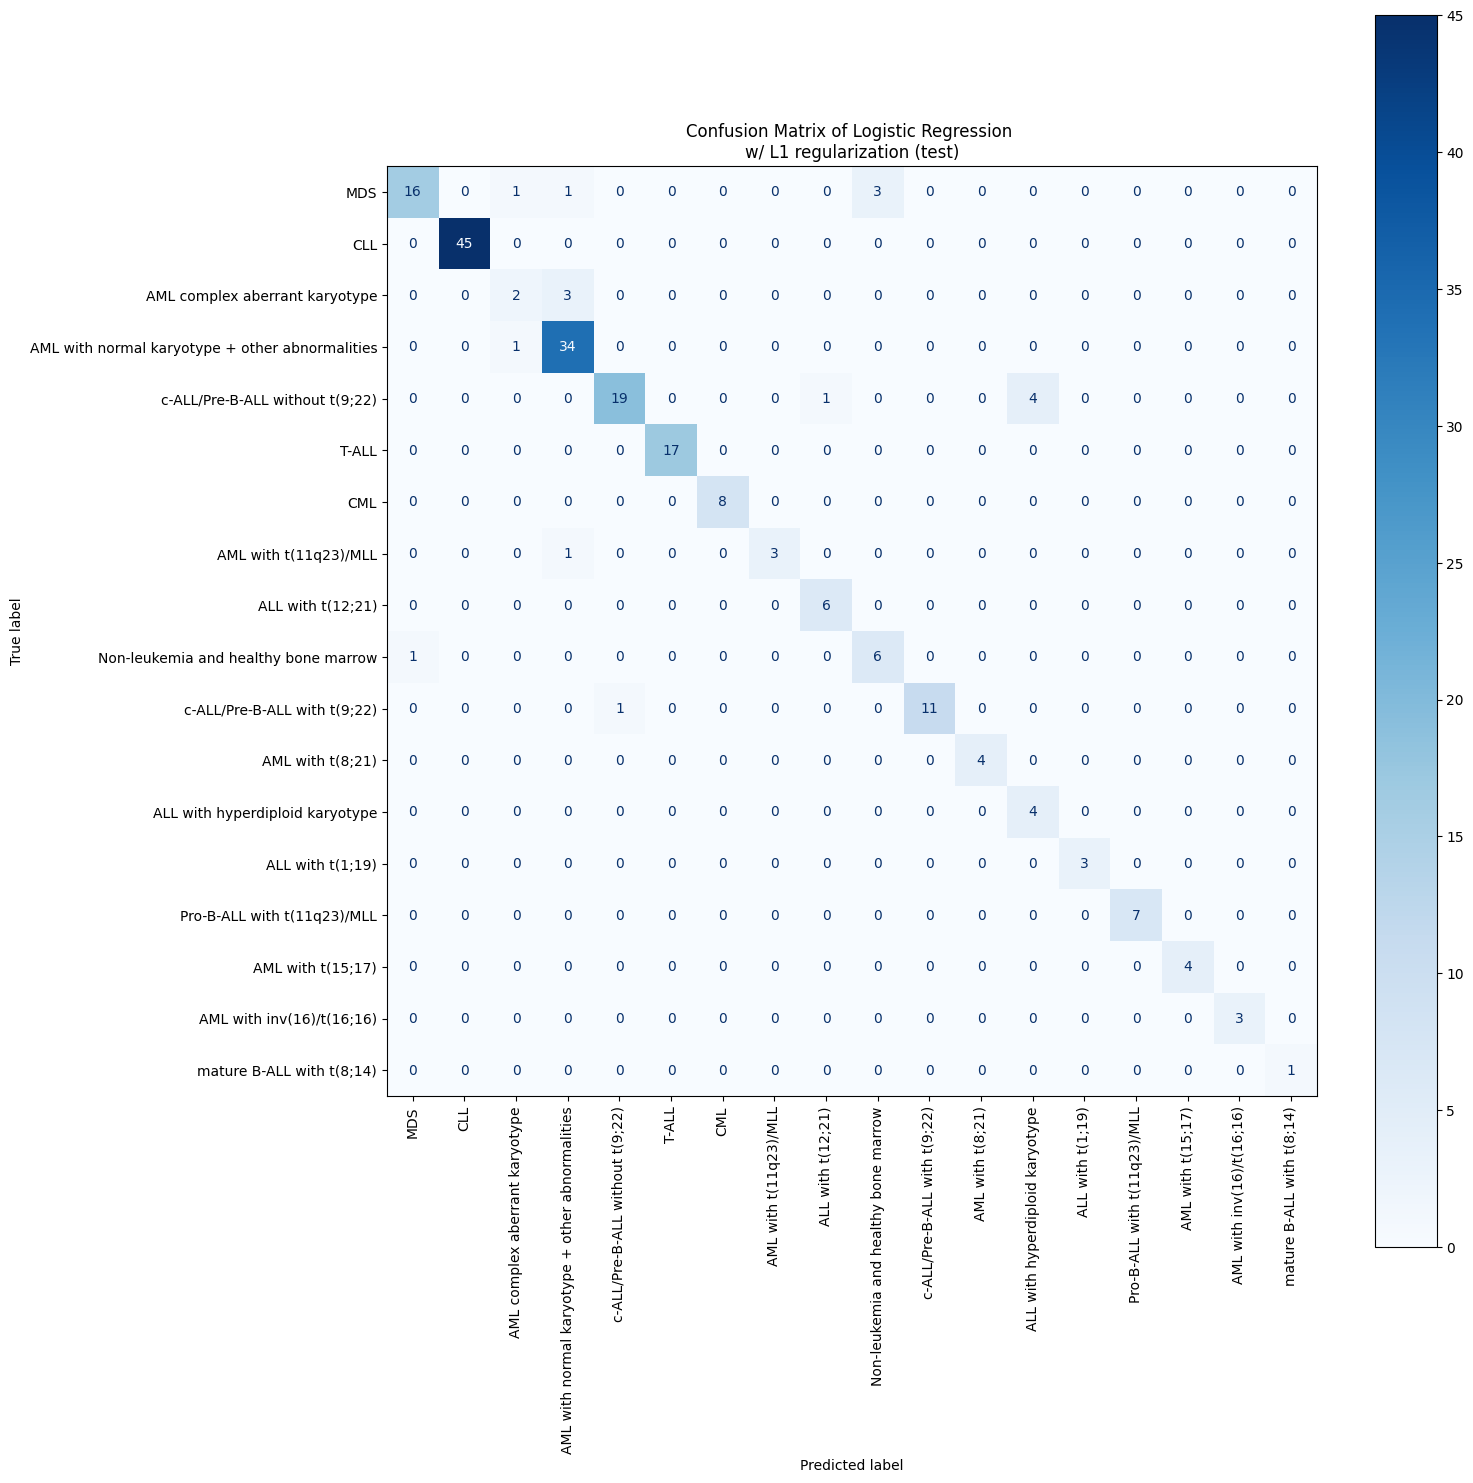 Confusion Matrix of Logistic Regression
w/ L1 regularization (test)
True label
MDS 16 0 1 1 0 0 0 0 0 3 0 0 0 0 0 0 0 0
CLL 0 45 0 0 0 0 0 0 0 0 0 0 0 0 0 0 0 0
AML complex aberrant karyotype 0 0 2 3 0 0 0 0 0 0 0 0 0 0 0 0 0 0
AML with normal karyotype + other abnormalities 0 0 1 34 0 0 0 0 0 0 0 0 0 0 0 0 0 0
c-ALL/Pre-B-ALL without t(9;22) 0 0 0 0 19 0 0 0 1 0 0 0 4 0 0 0 0 0
T-ALL 0 0 0 0 0 17 0 0 0 0 0 0 0 0 0 0 0 0
CML 0 0 0 0 0 0 8 0 0 0 0 0 0 0 0 0 0 0
AML with t(11q23)/MLL 0 0 0 1 0 0 0 3 0 0 0 0 0 0 0 0 0 0
ALL with t(12;21) 0 0 0 0 0 0 0 0 6 0 0 0 0 0 0 0 0 0
Non-leukemia and healthy bone marrow 1 0 0 0 0 0 0 0 0 6 0 0 0 0 0 0 0 0
c-ALL/Pre-B-ALL with t(9;22) 0 0 0 0 1 0 0 0 0 0 11 0 0 0 0 0 0 0
AML with t(8;21) 0 0 0 0 0 0 0 0 0 0 0 4 0 0 0 0 0 0
ALL with hyperdiploid karyotype 0 0 0 0 0 0 0 0 0 0 0 0 4 0 0 0 0 0
ALL with t(1;19) 0 0 0 0 0 0 0 0 0 0 0 0 0 3 0 0 0 0
Pro-B-ALL with t(11q23)/MLL 0 0 0 0 0 0 0 0 0 0 0 0 0 0 7 0 0 0
AML with t(15;17) 0 0 0 0 0 0 0 0 0 0 0 0 0 0 0 4 0 0
AML with inv(16)/t(16;16) 0 0 0 0 0 0 0 0 0 0 0 0 0 0 0 0 3 0
mature B-ALL with t(8;14) 0 0 0 0 0 0 0 0 0 0 0 0 0 0 0 0 0 1
MDS
CLL
AML complex aberrant karyotype
AML with normal karyotype + other abnormalities
c-ALL/Pre-B-ALL without t(9;22)
T-ALL
CML
AML with t(11q23)/MLL
ALL with t(12;21)
Non-leukemia and healthy bone marrow
c-ALL/Pre-B-ALL with t(9;22)
AML with t(8;21)
ALL with hyperdiploid karyotype
ALL with t(1;19)
Pro-B-ALL with t(11q23)/MLL
AML with t(15;17)
AML with inv(16)/t(16;16)
mature B-ALL with t(8;14)
Predicted label
45
40
35
30
25
20
15
10
5
0